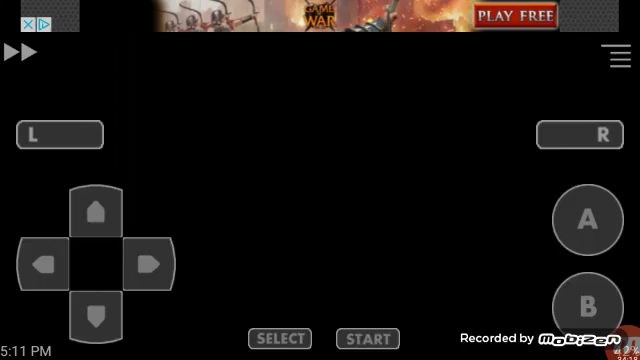 GAME
WAR
PLAY FREE
L
R
A
B
SELECT
START
5:11 PM
Recorded by mobizen